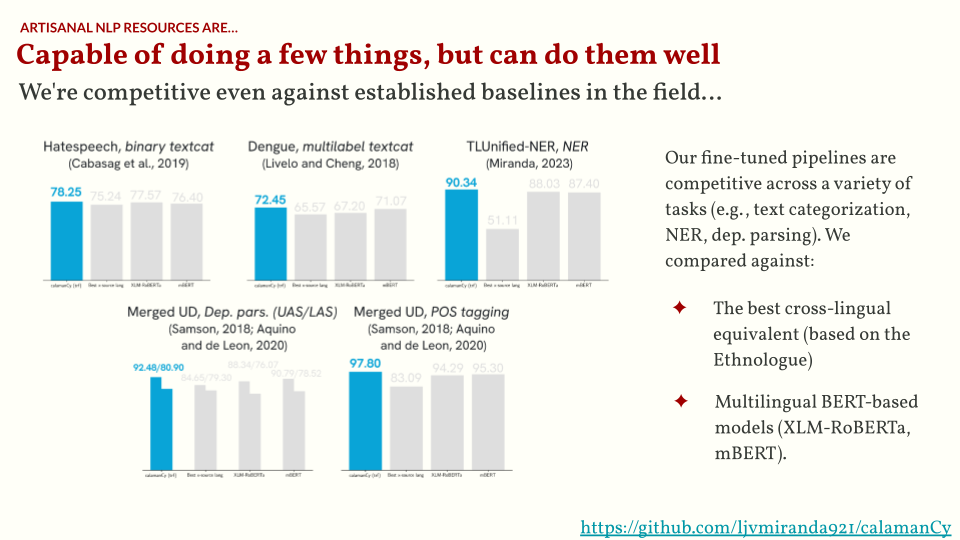 ARTISANAL NLP RESOURCES ARE...
Capable of doing a few things, but can do them well
We're competitive even against established baselines in the field...
Hatespeech, binary textcat
(Cabasag et al., 2019)
78.25 75.24 77.57 76.40
calamanCy (trf) Best x-source lang XLM-RoBERTa mBERT
Dengue, multilabel textcat
(Livelo and Cheng, 2018)
72.45 65.57 67.20 71.07
calamanCy (trf) Best x-source lang XLM-RoBERTa mBERT
TLUnified-NER, NER
(Miranda, 2023)
90.34 51.11 88.03 87.40
calamanCy (trf) Best x-source lang XLM-RoBERTa mBERT
Merged UD, Dep. pars. (UAS/LAS)
(Samson, 2018; Aquino
and de Leon, 2020)
92.48/80.90 84.65/79.30 90.79/78.52
calamanCy (trf) Best x-source lang XLM-RoBERTa mBERT
Merged UD, POS tagging
(Samson, 2018; Aquino
and de Leon, 2020)
97.80 83.09 94.29 95.30
calamanCy (trf) Best x-source lang XLM-RoBERTa mBERT
Our fine-tuned pipelines are
competitive across a variety of
tasks (e.g., text categorization,
NER, dep. parsing). We
compared against:
The best cross-lingual
equivalent (based on the
Ethnologue)
Multilingual BERT-based
models (XLM-RoBERTa,
mBERT).
https://github.com/ljvmiranda921/calamanCy